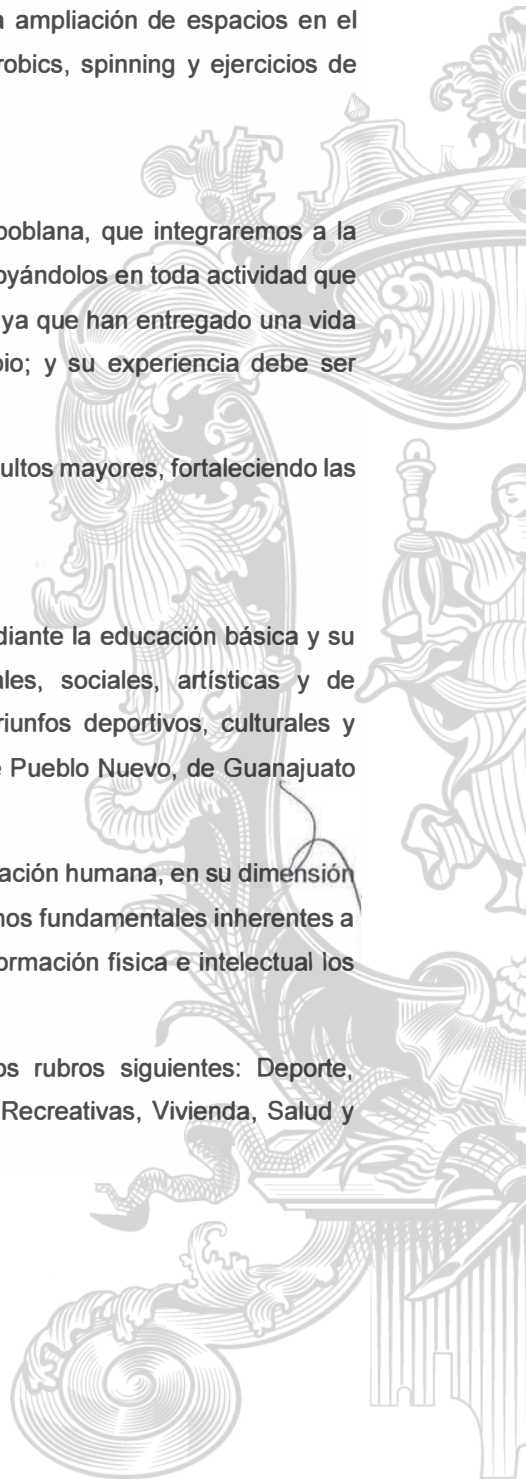 a ampliación de espacios en el
robics, spinning y ejercicios de
poblana, que integraremos a la
oyándolos en toda actividad que
ya que han entregado una vida
pio; y su experiencia debe ser
ultos mayores, fortaleciendo las
diante la educación básica y su
ales, sociales, artísticas y de
riunfos deportivos, culturales y
e Pueblo Nuevo, de Guanajuato
ación humana, en su dimensión
nos fundamentales inherentes a
ormación física e intelectual los
os rubros siguientes: Deporte,
Recreativas, Vivienda, Salud y